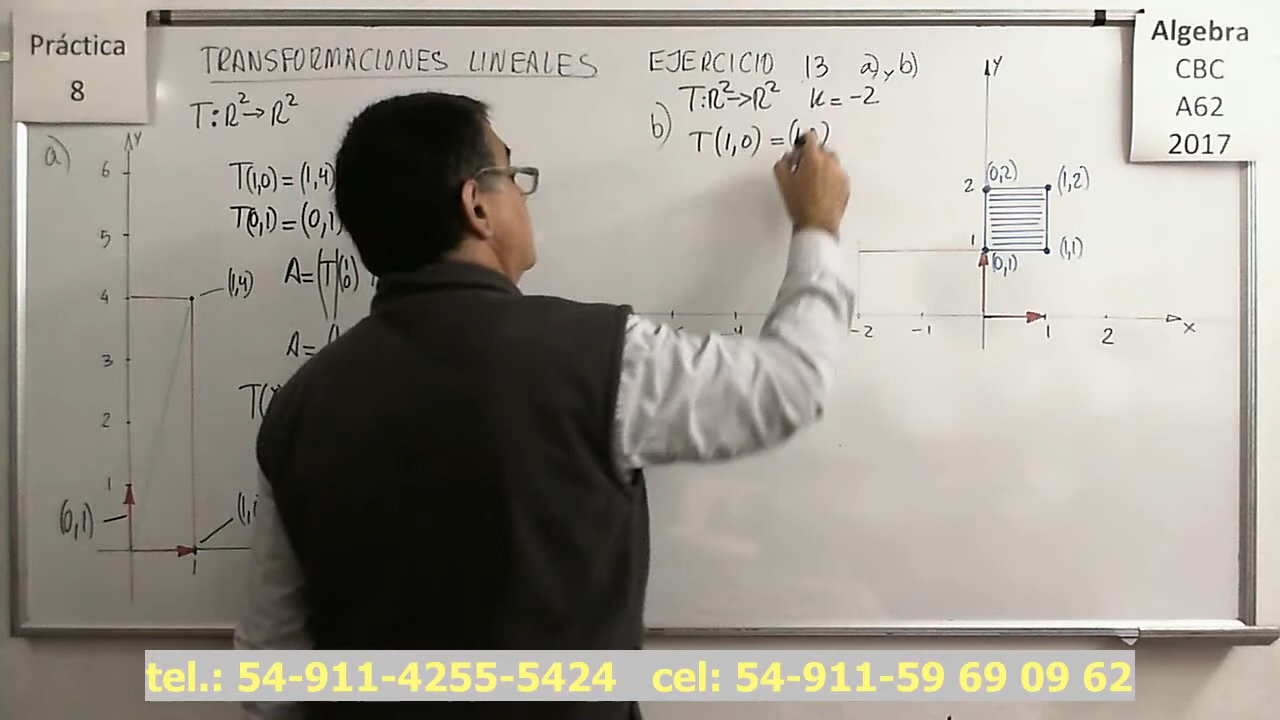 Práctica
8
TRANSFORMACIONES LINEALES
T:R²→R²
a)
y
6
5
4
3
2
1
(0,1)
1
(1,4)
T(1,0)=(1,4)
T(0,1)=(0,1)
A=
A=
EJERCICIO 13 a) y b)
T:R²→R² k=-2
b) T(1,0)=
Y
2
(0,2)
(1,2)
1
(0,1)
(1,1)
-4
-2
-1
1
2
X
Algebra
CBC
A62
2017
tel.: 54-911-4255-5424 cel: 54-911-59 69 09 62